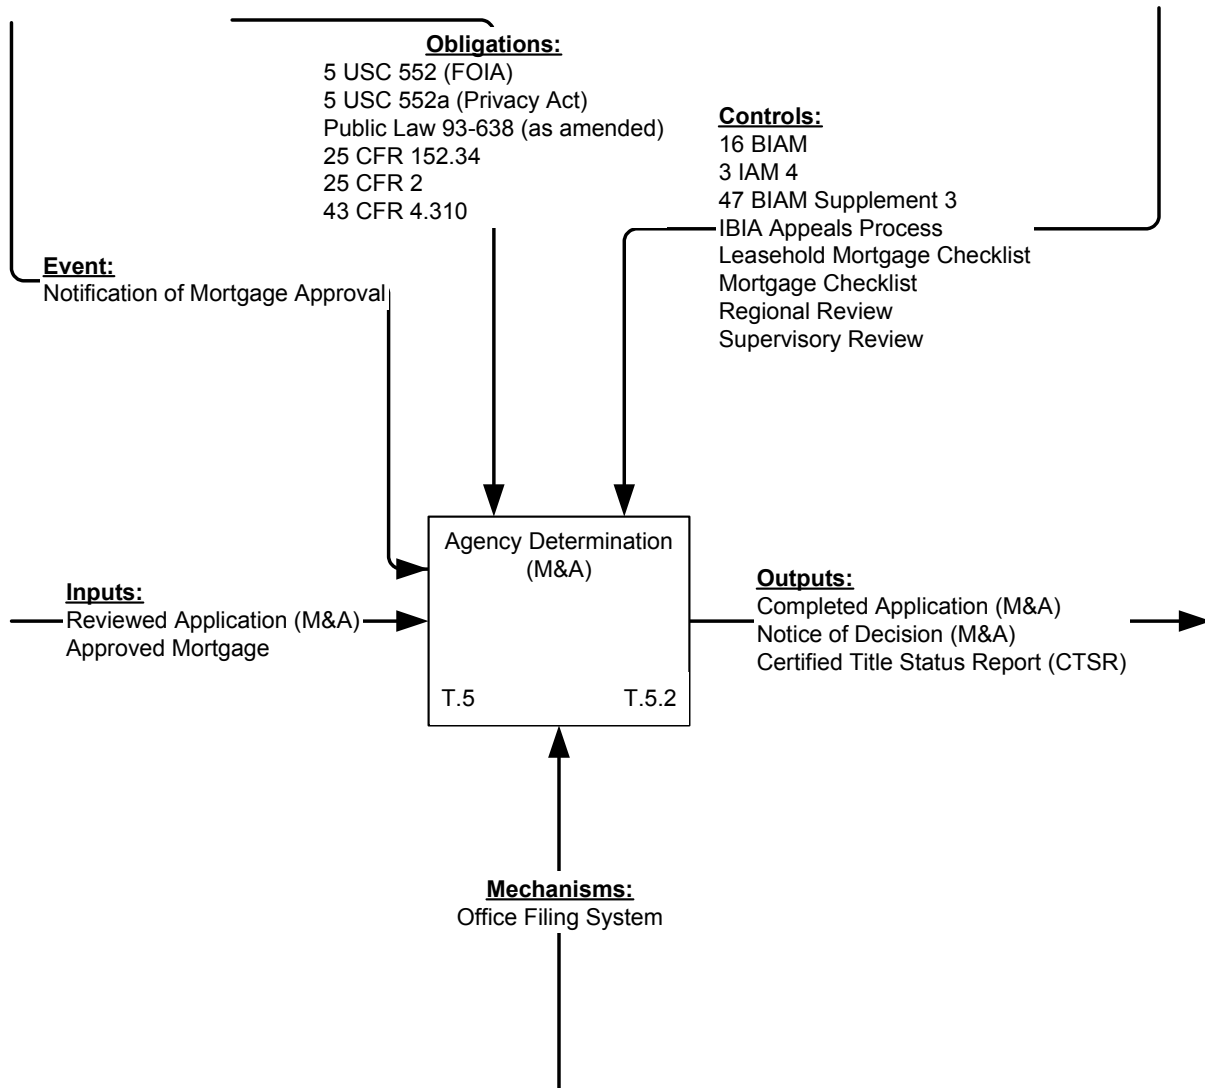 Obligations:
5 USC 552 (FOIA)
5 USC 552a (Privacy Act)
Public Law 93-638 (as amended)
25 CFR 152.34
25 CFR 2
43 CFR 4.310
Controls:
16 BIAM
3 IAM 4
47 BIAM Supplement 3
IBIA Appeals Process
Leasehold Mortgage Checklist
Mortgage Checklist
Regional Review
Supervisory Review
Event:
Notification of Mortgage Approval
Agency Determination
(M&A)
T.5
T.5.2
Inputs:
Reviewed Application (M&A)
Approved Mortgage
Outputs:
Completed Application (M&A)
Notice of Decision (M&A)
Certified Title Status Report (CTSR)
Mechanisms:
Office Filing System